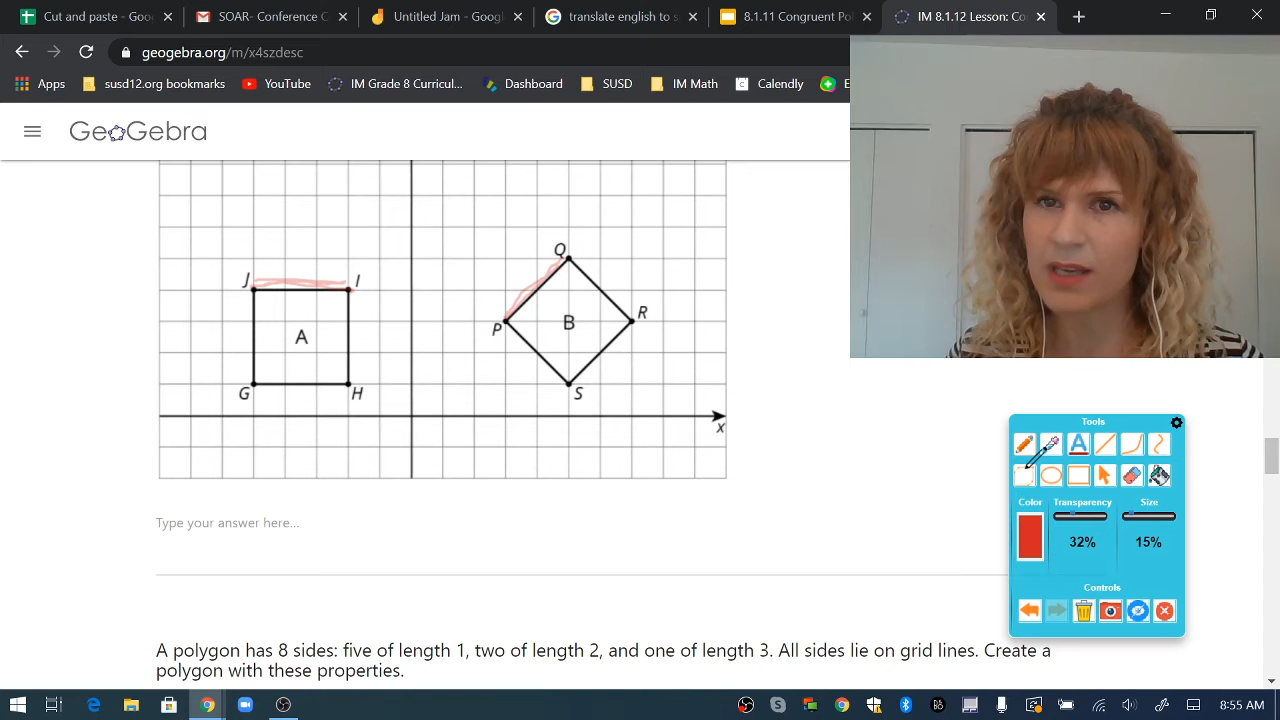 Cut and paste - Googl
SOAR- Conference C
Untitled Jam - Google
translate english to s
8.1.11 Congruent Po
IM 8.1.12 Lesson: Co
geogebra.org/m/x4szdesc
Apps
susd12.org bookmarks
YouTube
IM Grade 8 Curricul...
Dashboard
SUSD
IM Math
Calendly
E
GeoGebra
Q
J
I
P
R
A
B
G
H
S
x
Type your answer here...
A polygon has 8 sides: five of length 1, two of length 2, and one of length 3. All sides lie on grid lines. Create a
polygon with these properties.
Tools
A
Color
Transparency
Size
32%
15%
Controls
8:55 AM